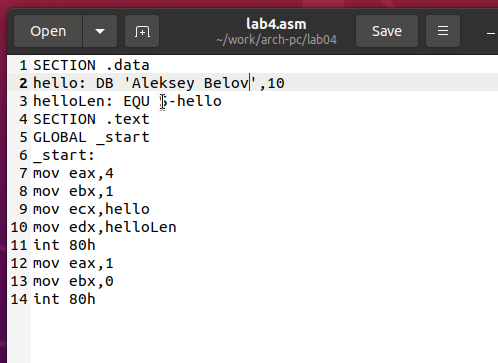 Open
lab4.asm
~/work/arch-pc/lab04
Save
1 SECTION .data
2 hello: DB 'Aleksey Belov',10
3 helloLen: EQU $-hello
4 SECTION .text
5 GLOBAL _start
6 _start:
7 mov eax,4
8 mov ebx,1
9 mov ecx,hello
10 mov edx,helloLen
11 int 80h
12 mov eax,1
13 mov ebx,0
14 int 80h